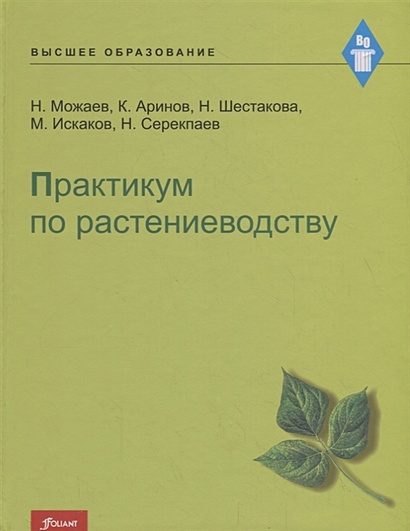 ВЫСШЕЕ ОБРАЗОВАНИЕ
ВО
Н. Можаев, К. Аринов, Н. Шестакова,
М. Искаков, Н. Серекпаев
Практикум
по растениеводству
FOLIANT